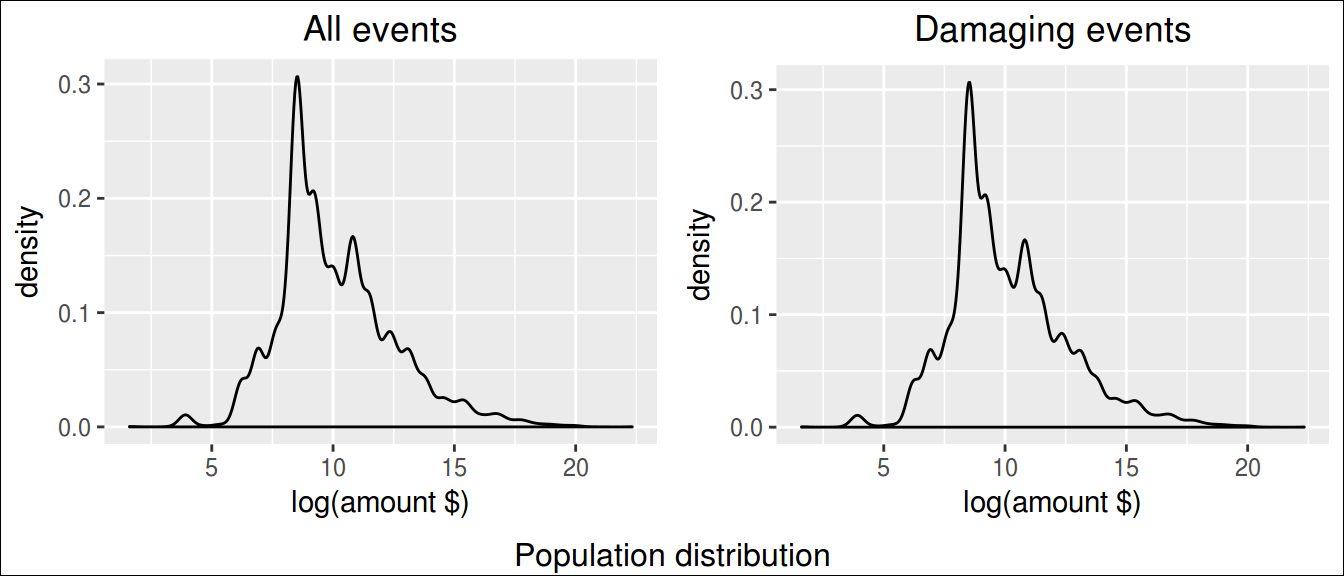 All events
Damaging events
0.3
0.2
0.1
0.0
density
5 10 15 20
log(amount $)
0.3
0.2
0.1
0.0
density
5 10 15 20
log(amount $)
Population distribution